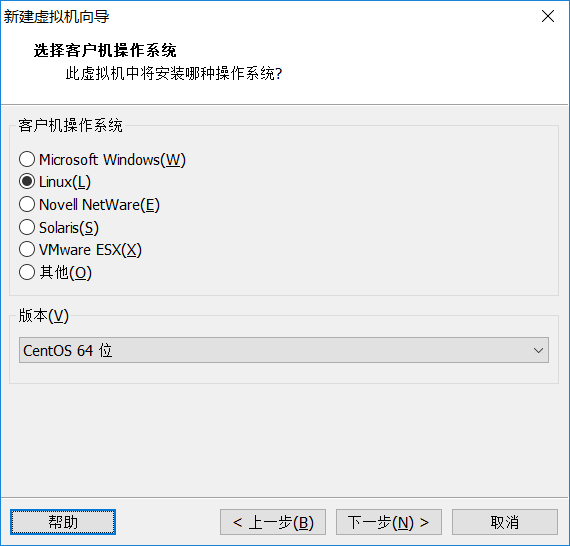 新建虚拟机向导
选择客户机操作系统
此虚拟机中将安装哪种操作系统?
客户机操作系统
Microsoft Windows(W)
Linux(L)
Novell NetWare(E)
Solaris(S)
VMware ESX(X)
其他(O)
版本(V)
CentOS 64 位
帮助
< 上一步(B)
下一步(N) >
取消